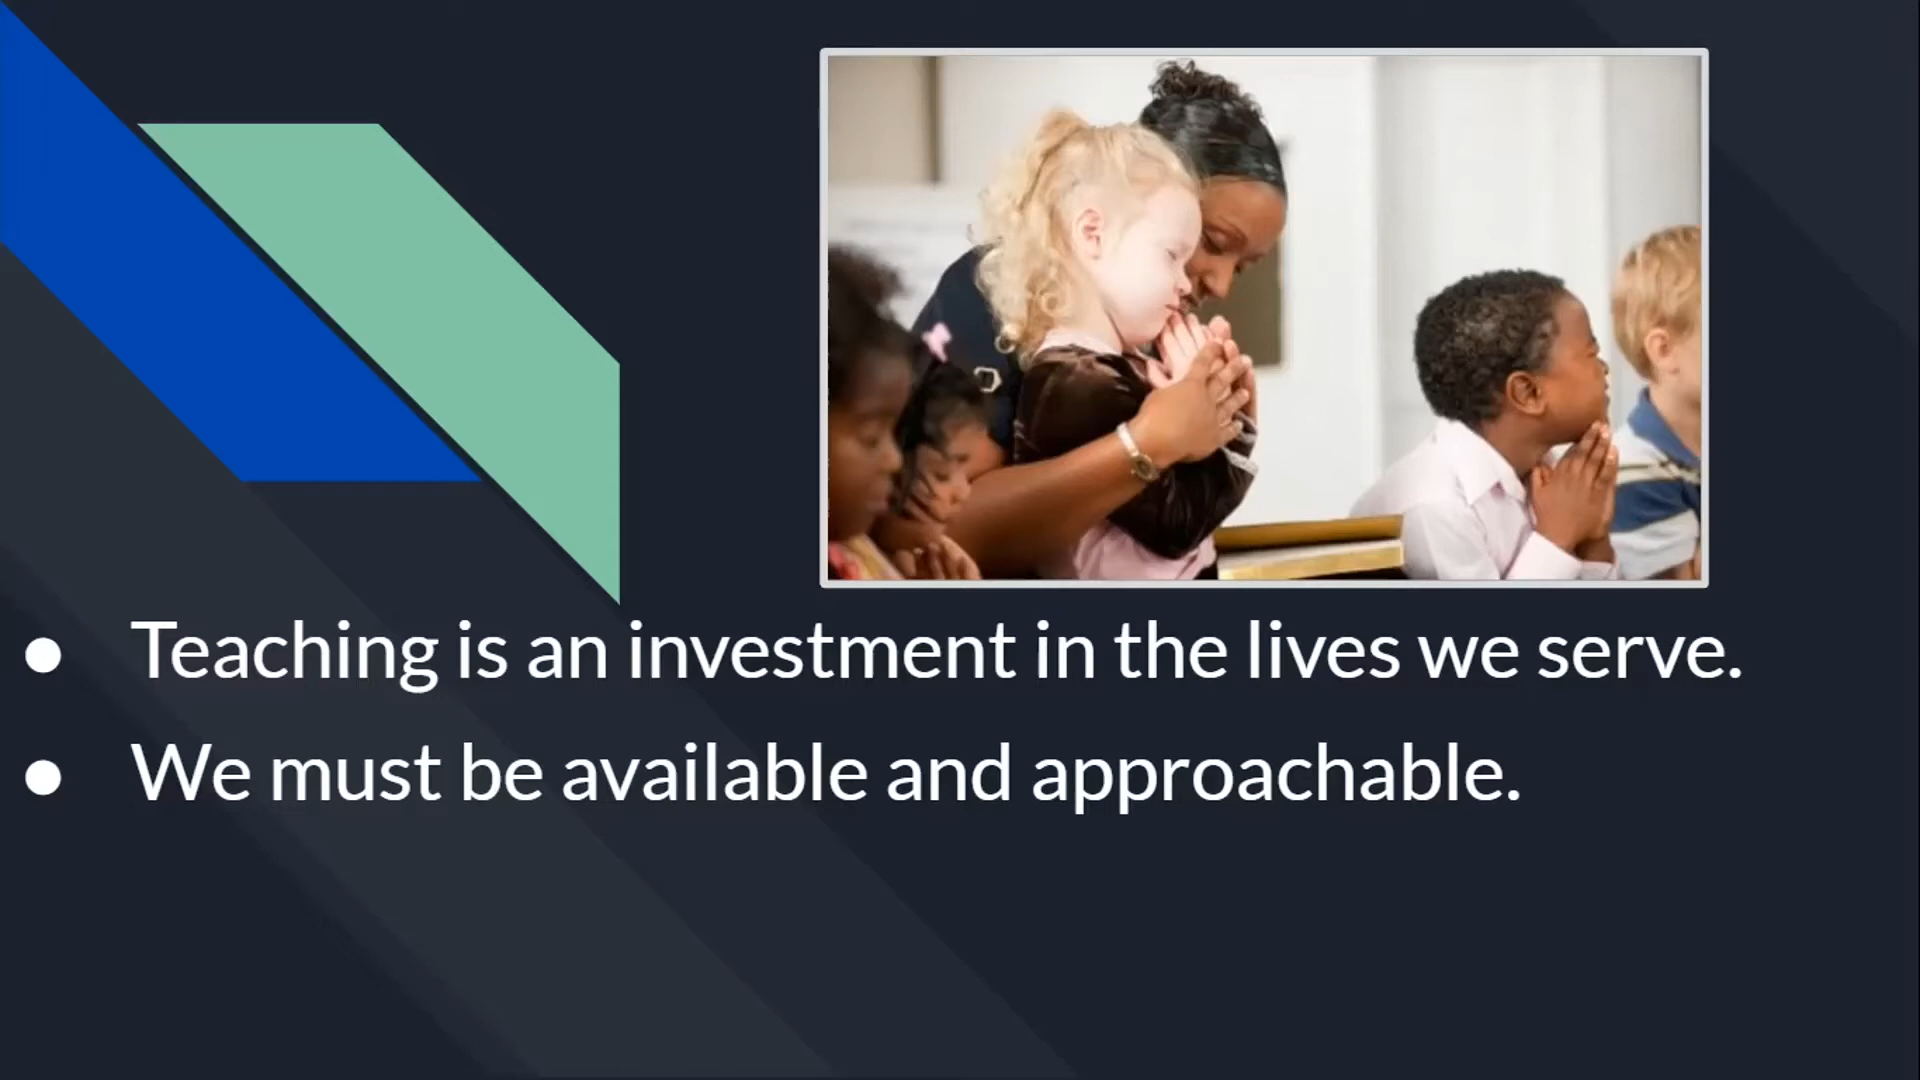 ● Teaching is an investment in the lives we serve.
● We must be available and approachable.